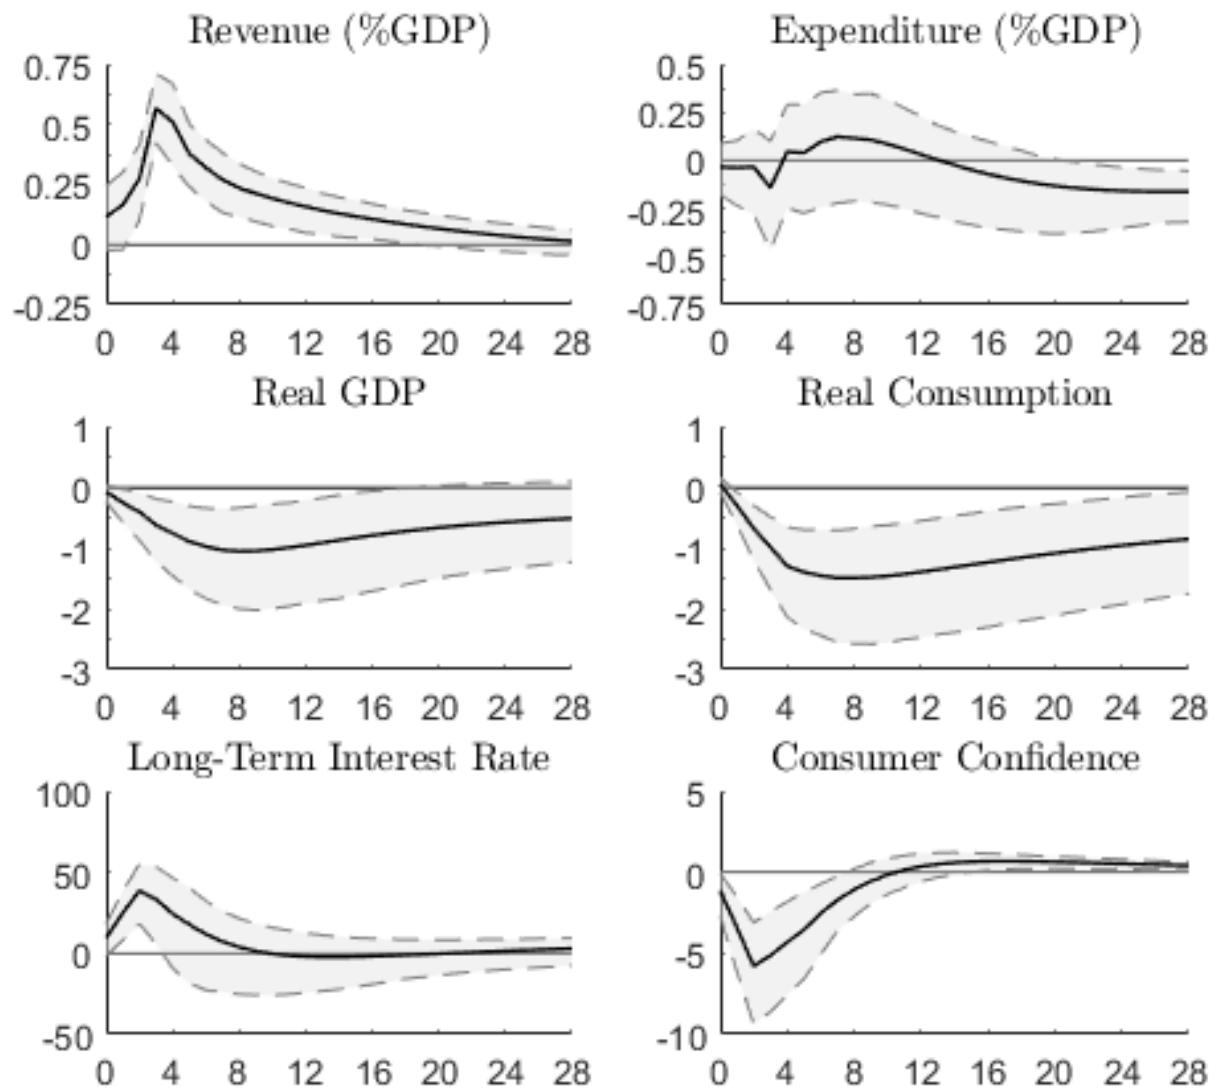 Revenue (%GDP)
0.75
0.5
0.25
0
-0.25
0 4 8 12 16 20 24 28
Expenditure (%GDP)
0.5
0.25
0
-0.25
-0.5
-0.75
0 4 8 12 16 20 24 28
Real GDP
1
0
-1
-2
-3
0 4 8 12 16 20 24 28
Real Consumption
1
0
-1
-2
-3
0 4 8 12 16 20 24 28
Long-Term Interest Rate
100
50
0
-50
0 4 8 12 16 20 24 28
Consumer Confidence
5
0
-5
-10
0 4 8 12 16 20 24 28